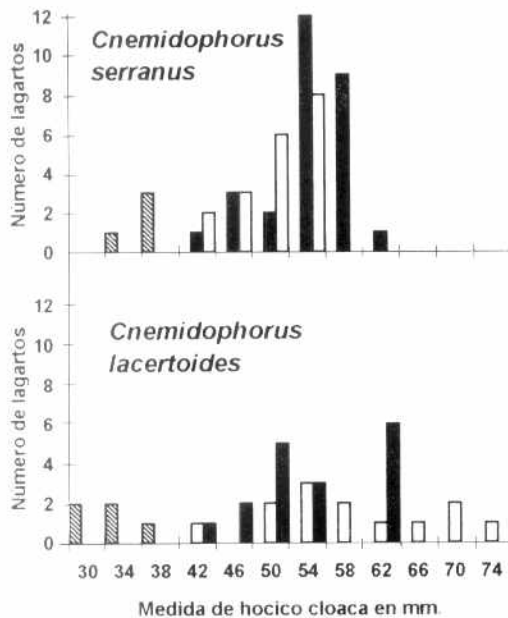 12
10
8
6
4
2
0
Número de lagartos
Cnemidophorus
serranus
12
10
8
6
4
2
0
Número de lagartos
Cnemidophorus
lacertoides
30 34 38 42 46 50 54 58 62 66 70 74
Medida de hocico cloaca en mm.